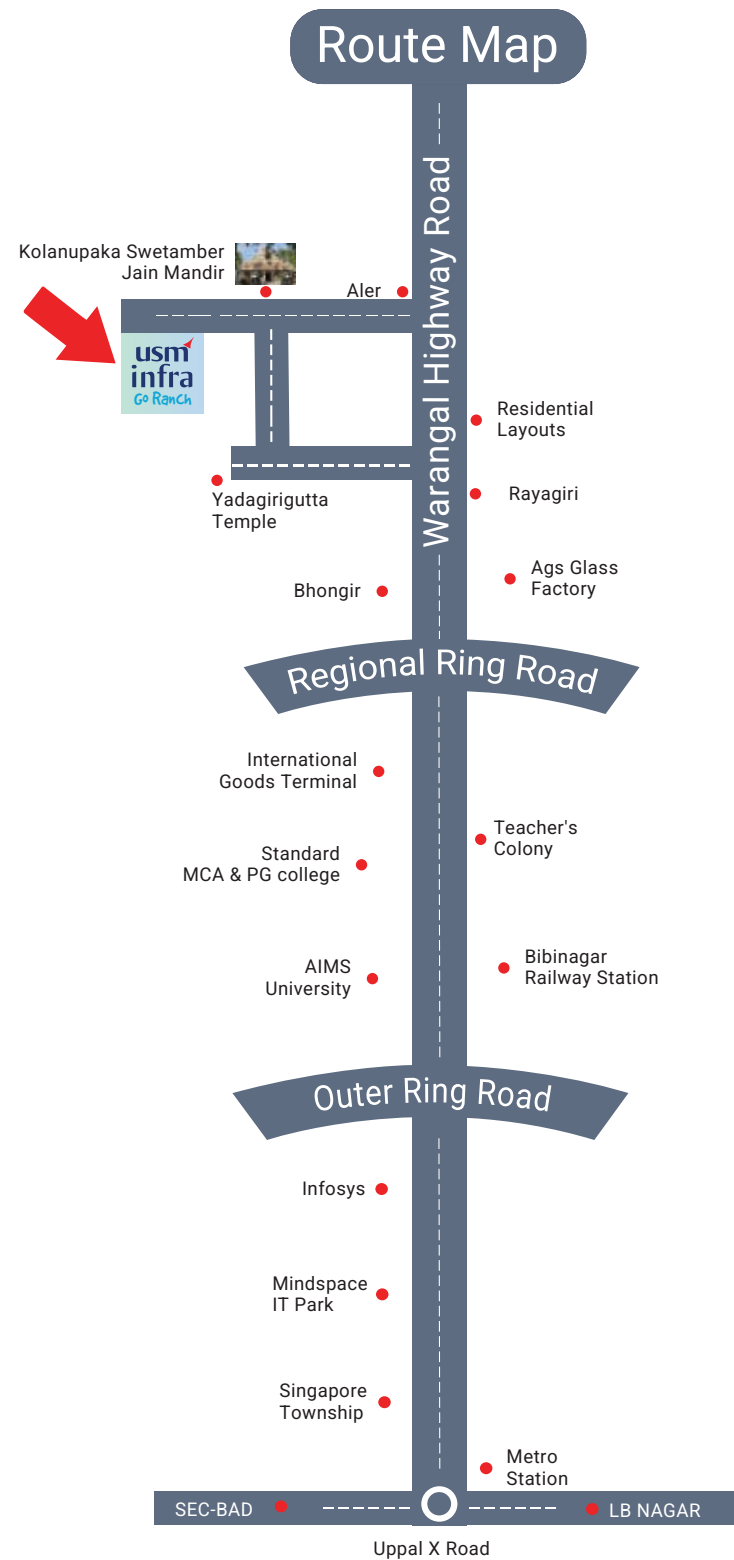 Route Map
Warangal Highway Road
Kolanupaka Swetamber
Jain Mandir
Aler
usm
infra
Go Ranch
Residential
Layouts
Rayagiri
Yadagirigutta
Temple
Ags Glass
Factory
Bhongir
Regional Ring Road
International
Goods Terminal
Teacher's
Colony
Standard
MCA & PG college
Bibinagar
Railway Station
AIMS
University
Outer Ring Road
Infosys
Mindspace
IT Park
Singapore
Township
Metro
Station
SEC-BAD
LB NAGAR
Uppal X Road